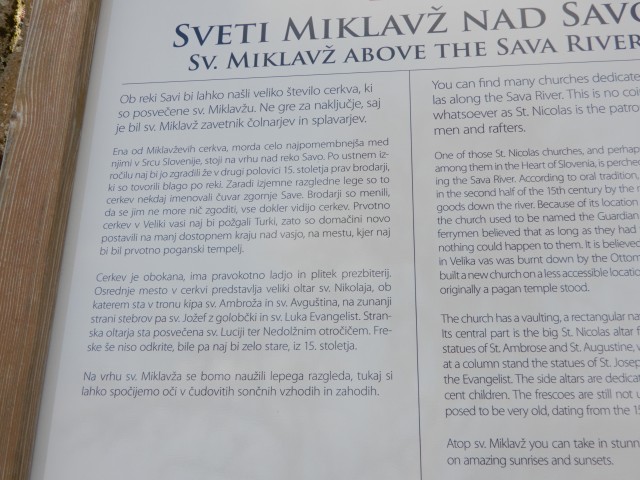 SVETI MIKLAVŽ NAD SAVO
SV. MIKLAVŽ ABOVE THE SAVA RIVER
Ob reki Savi bi lahko našli veliko število cerkva, ki
so posvečene sv. Miklavžu. Ne gre za naključje, saj
je bil sv. Miklavž zavetnik čolnarjev in splavarjev.
Ena od Miklavževih cerkva, morda celo najpomembnejša med
njimi v Srcu Slovenije, stoji na vrhu nad reko Savo. Po ustnem iz-
ročilu naj bi jo zgradili že v drugi polovici 15. stoletja prav brodarji,
ki so tovorili blago po reki. Zaradi izjemne razgledne lege so to
cerkev nekdaj imenovali čuvar zgornje Save. Brodarji so menili,
da se jim ne more nič zgoditi, vse dokler vidijo cerkev. Prvotno
cerkev v Veliki vasi naj bi požgali Turki, zato so domačini novo
postavili na manj dostopnem kraju nad vasjo, na mestu, kjer naj
bi bil prvotno poganski tempelj.
Cerkev je obokana, ima pravokotno ladjo in plitek prezbiterij.
Osrednje mesto v cerkvi predstavlja veliki oltar sv. Nikolaja, ob
katerem sta v tronu kipa sv. Ambroža in sv. Avguština, na zunanji
strani stebrov pa sv. Jožef z golobčki in sv. Luka Evangelist. Stran-
ska oltarja sta posvečena sv. Luciji ter Nedolžnim otročičem. Fre-
ske še niso odkrite, bile pa naj bi zelo stare, iz 15. stoletja.
Na vrhu sv. Miklavža se bomo naužili lepega razgleda, tukaj si
lahko spočijemo oči v čudovitih sončnih vzhodih in zahodih.
You can find many churches dedicate
las along the Sava River. This is no coi
whatsoever as St. Nicolas is the patro
men and rafters.
One of those St. Nicolas churches, and perhap
among them in the Heart of Slovenia, is perche
ing the Sava River. According to oral tradition,
in the second half of the 15th century by the
goods down the river. Because of its location
the church used to be named the Guardian
ferrymen believed that as long as they had
nothing could happen to them. It is believe
in Velika vas was burnt down by the Ottom
built a new church on a less accessible locatio
originally a pagan temple stood.
The church has a vaulting, a rectangular na
Its central part is the big St. Nicolas altar f
statues of St. Ambrose and St. Augustine, w
at a column stand the statues of St. Josep
the Evangelist. The side altars are dedicat
cent children. The frescoes are still not u
posed to be very old, dating from the 15
Atop sv. Miklavž you can take in stunn
on amazing sunrises and sunsets.